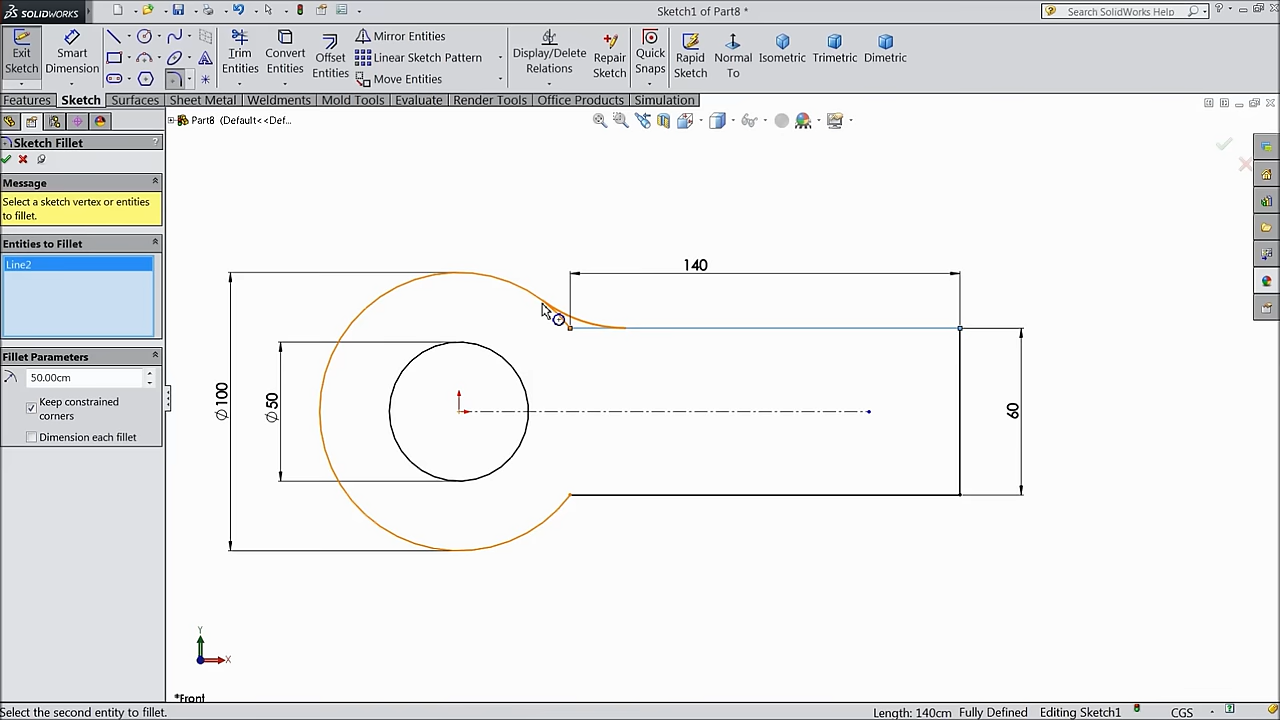 SOLIDWORKS
Sketch1 of Part8 *
Search SolidWorks Help
Exit Sketch
Smart Dimension
Trim Entities
Convert Entities
Offset Entities
Mirror Entities
Linear Sketch Pattern
Move Entities
Display/Delete Relations
Repair Sketch
Quick Snaps
Rapid Sketch
Normal To
Isometric
Trimetric
Dimetric
Features
Sketch
Surfaces
Sheet Metal
Weldments
Mold Tools
Evaluate
Render Tools
Office Products
Simulation
Part8 (Default<<Def...
Sketch Fillet
?
Message
Select a sketch vertex or entities
to fillet.
Entities to Fillet
Line2
Fillet Parameters
50.00cm
Keep constrained
corners
Dimension each fillet
140
∅100
∅50
60
Y
X
*Front
Select the second entity to fillet.
Length: 140cm
Fully Defined
Editing Sketch1
CGS